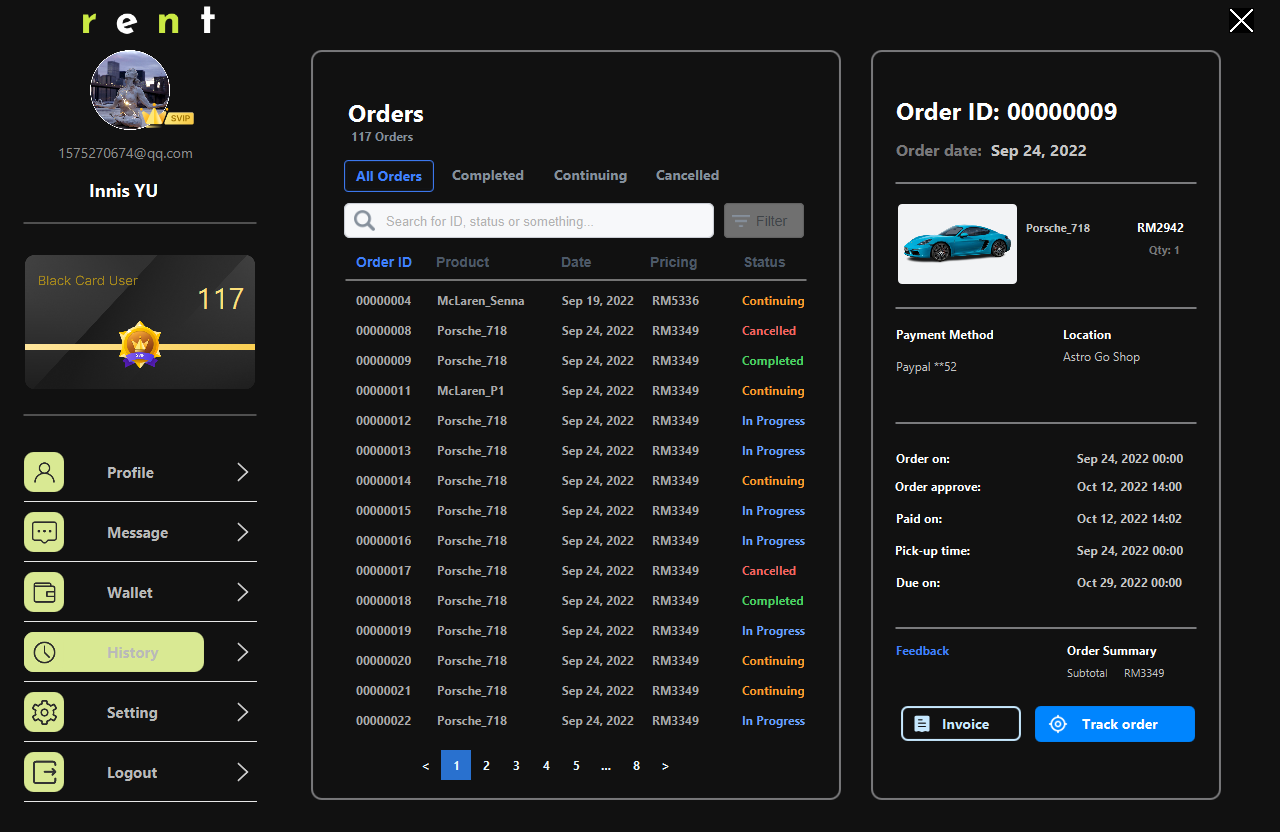 rent
SVIP
1575270674@qq.com
Innis YU
Black Card User
117
SVIP
Profile
Message
Wallet
History
Setting
Logout
Orders
117 Orders
All Orders Completed Continuing Cancelled
Search for ID, status or something... Filter
Order ID Product Date Pricing Status
00000004 McLaren_Senna Sep 19, 2022 RM5336 Continuing
00000008 Porsche_718 Sep 24, 2022 RM3349 Cancelled
00000009 Porsche_718 Sep 24, 2022 RM3349 Completed
00000011 McLaren_P1 Sep 24, 2022 RM3349 Continuing
00000012 Porsche_718 Sep 24, 2022 RM3349 In Progress
00000013 Porsche_718 Sep 24, 2022 RM3349 In Progress
00000014 Porsche_718 Sep 24, 2022 RM3349 Continuing
00000015 Porsche_718 Sep 24, 2022 RM3349 In Progress
00000016 Porsche_718 Sep 24, 2022 RM3349 In Progress
00000017 Porsche_718 Sep 24, 2022 RM3349 Cancelled
00000018 Porsche_718 Sep 24, 2022 RM3349 Completed
00000019 Porsche_718 Sep 24, 2022 RM3349 In Progress
00000020 Porsche_718 Sep 24, 2022 RM3349 Continuing
00000021 Porsche_718 Sep 24, 2022 RM3349 Continuing
00000022 Porsche_718 Sep 24, 2022 RM3349 In Progress
< 1 2 3 4 5 ... 8 >
Order ID: 00000009
Order date: Sep 24, 2022
Porsche_718 RM2942
Qty: 1
Payment Method Location
Astro Go Shop
Paypal **52
Order on: Sep 24, 2022 00:00
Order approve: Oct 12, 2022 14:00
Paid on: Oct 12, 2022 14:02
Pick-up time: Sep 24, 2022 00:00
Due on: Oct 29, 2022 00:00
Feedback Order Summary
Subtotal RM3349
Invoice Track order